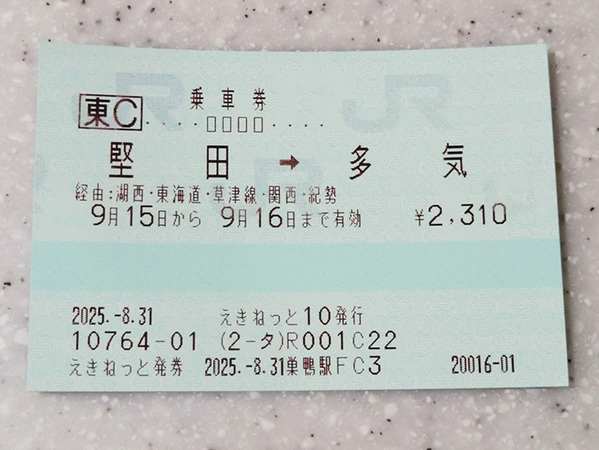 乗車券
東C ‥‥□□□□‥‥
堅田 → 多気
経由:湖西・東海道・草津線・関西・紀勢
9月15日から 9月16日まで有効 ¥2,310
2025.-8.31 えきねっと10発行
10764-01 (2-タ)R001C22
えきねっと発券 2025.-8.31巣鴨駅FC3 20016-01